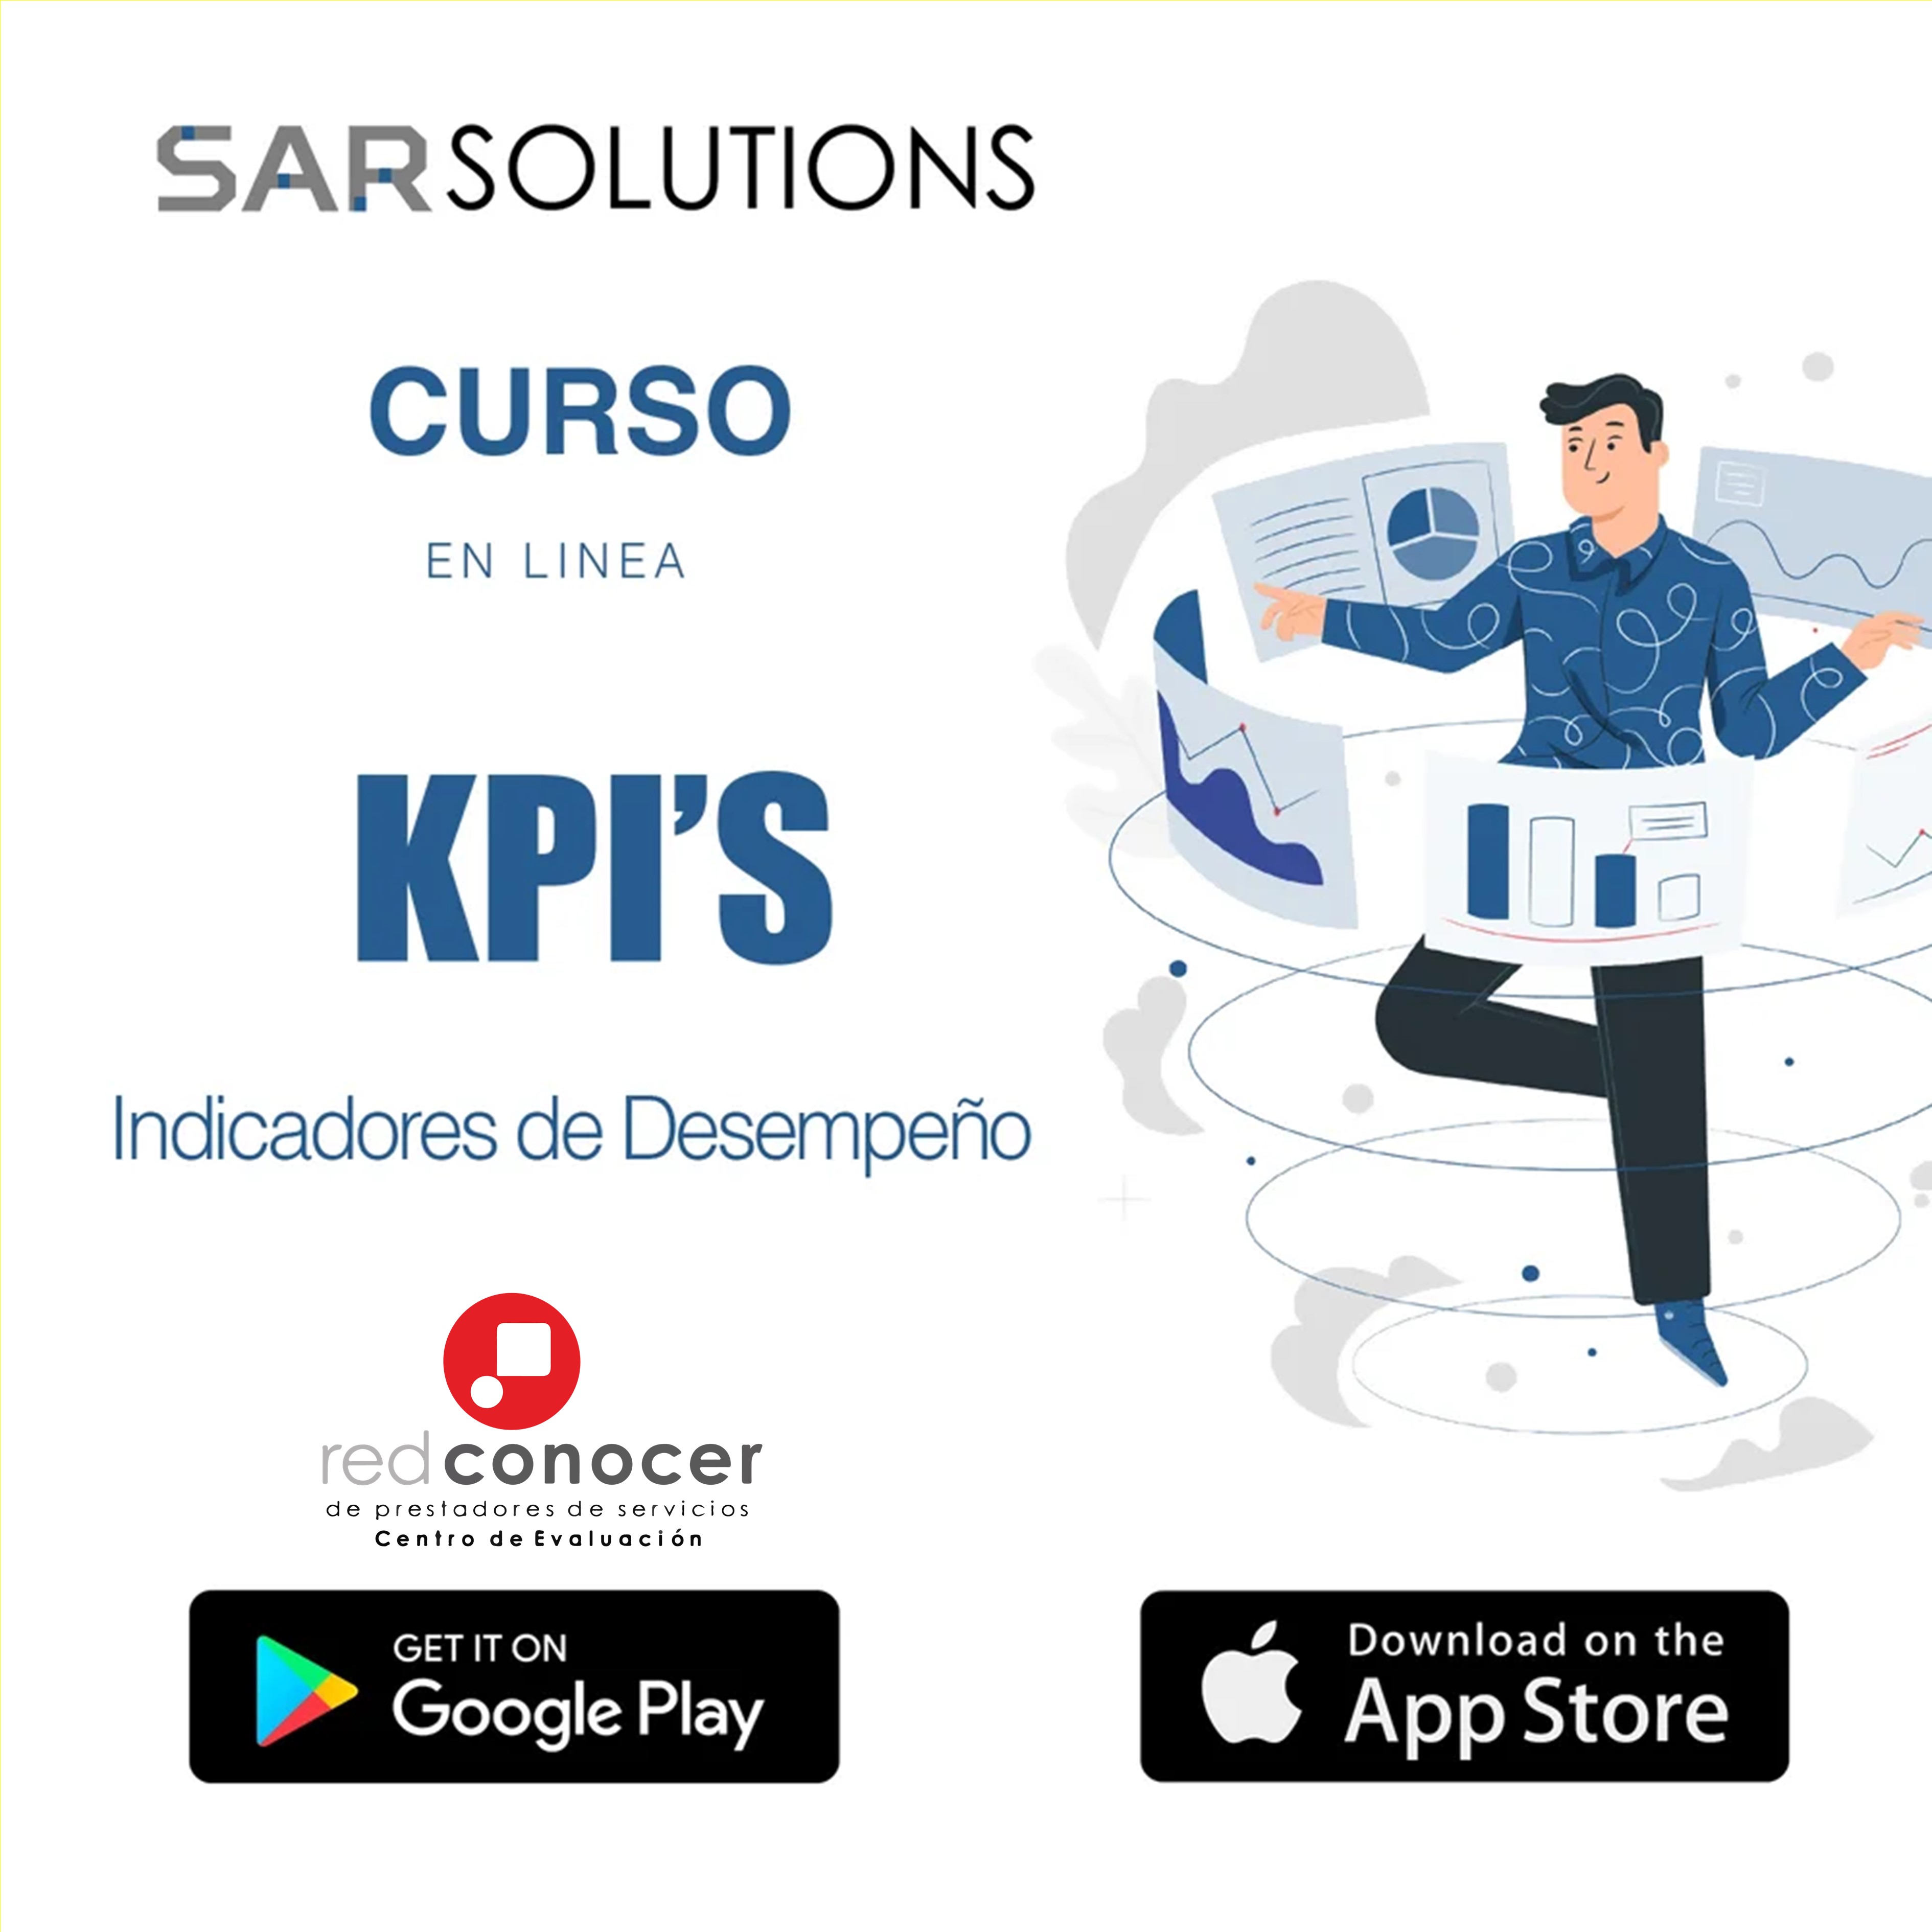 SARSOLUTIONS
CURSO
EN LINEA
KPI'S
Indicadores de Desempeño
redconocer
de prestadores de servicios
Centro de Evaluación
GET IT ON
Google Play
Download on the
App Store